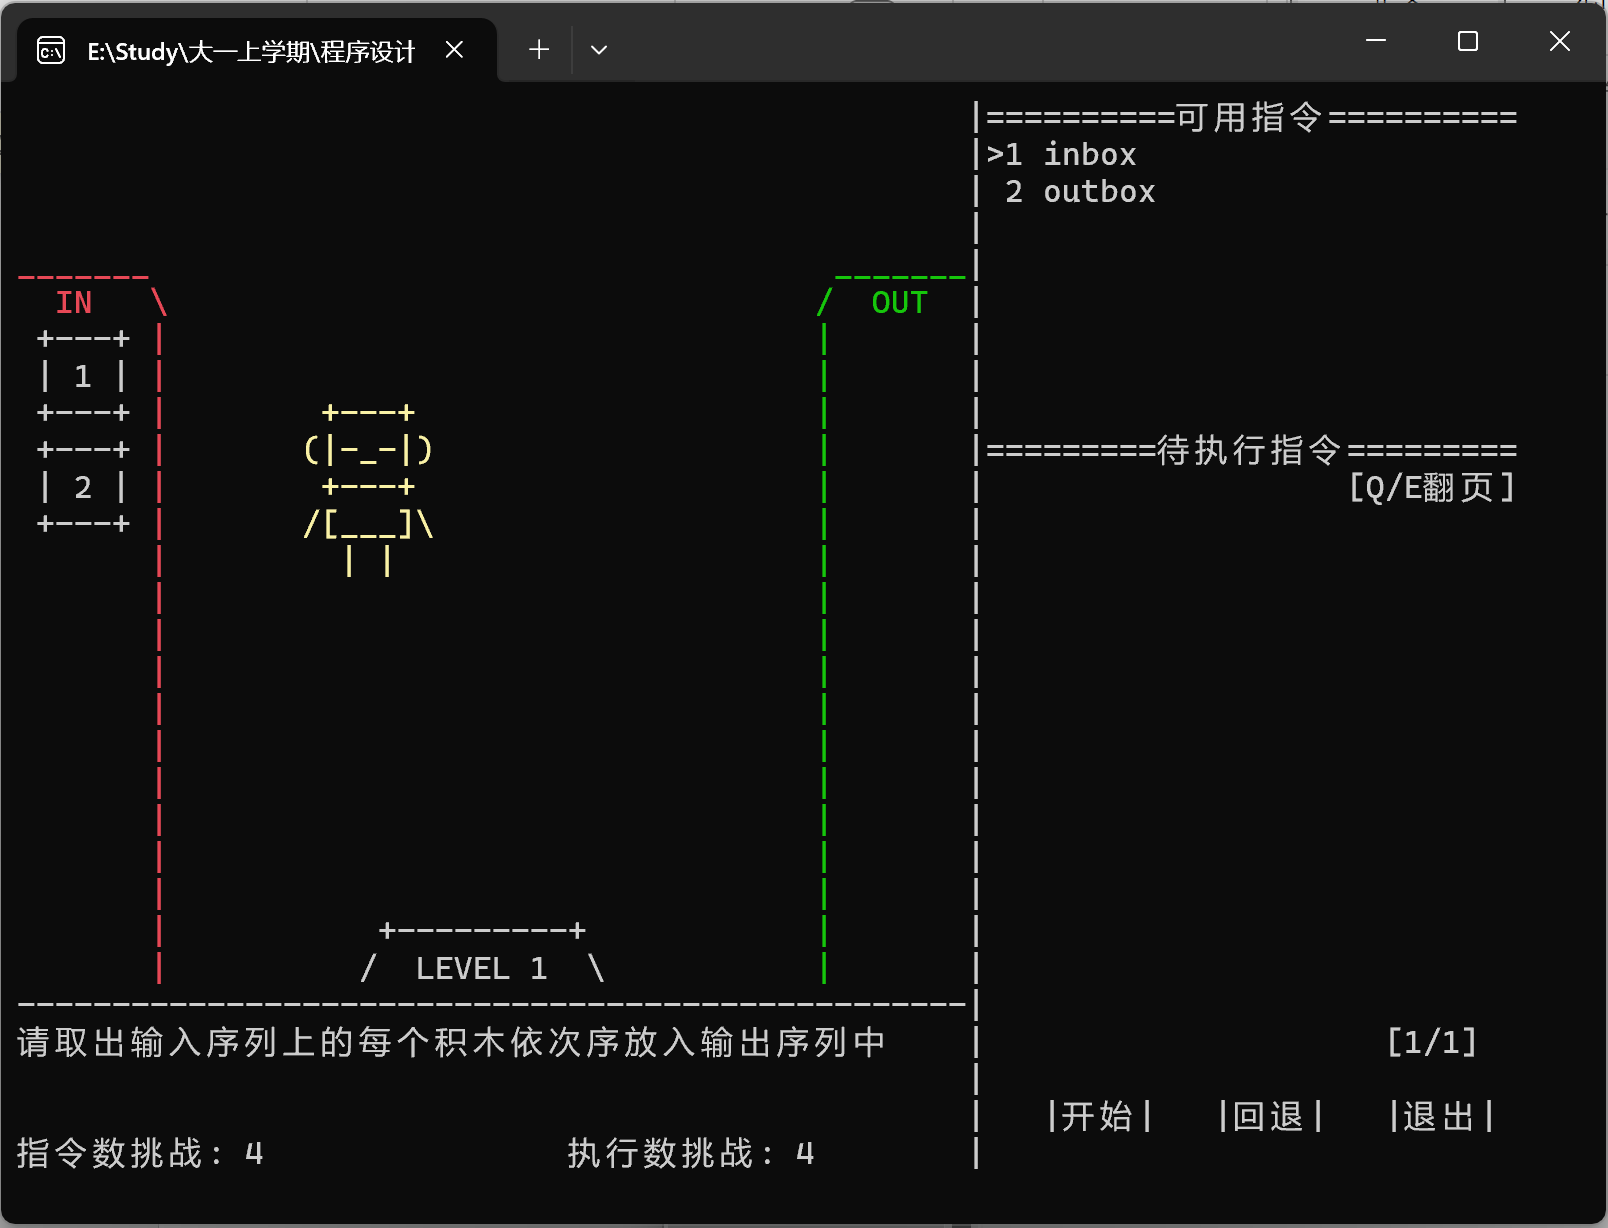 E:\Study\大一上学期\程序设计
==========可用指令==========
>1 inbox
2 outbox
IN
OUT
1
2
(|-_-|)
/[___]\
=========待执行指令=========
[Q/E翻页]
LEVEL 1
请取出输入序列上的每个积木依次序放入输出序列中
[1/1]
|开始| |回退| |退出|
指令数挑战: 4 执行数挑战: 4